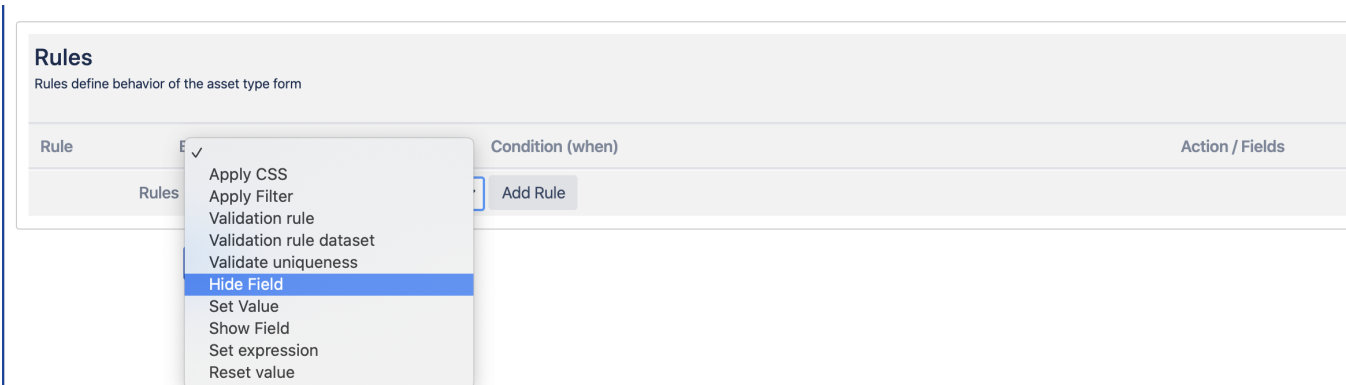 Rules
Rules define behavior of the asset type form
Rule
Condition (when)
Action / Fields
Rules
Add Rule
✓
Apply CSS
Apply Filter
Validation rule
Validation rule dataset
Validate uniqueness
Hide Field
Set Value
Show Field
Set expression
Reset value